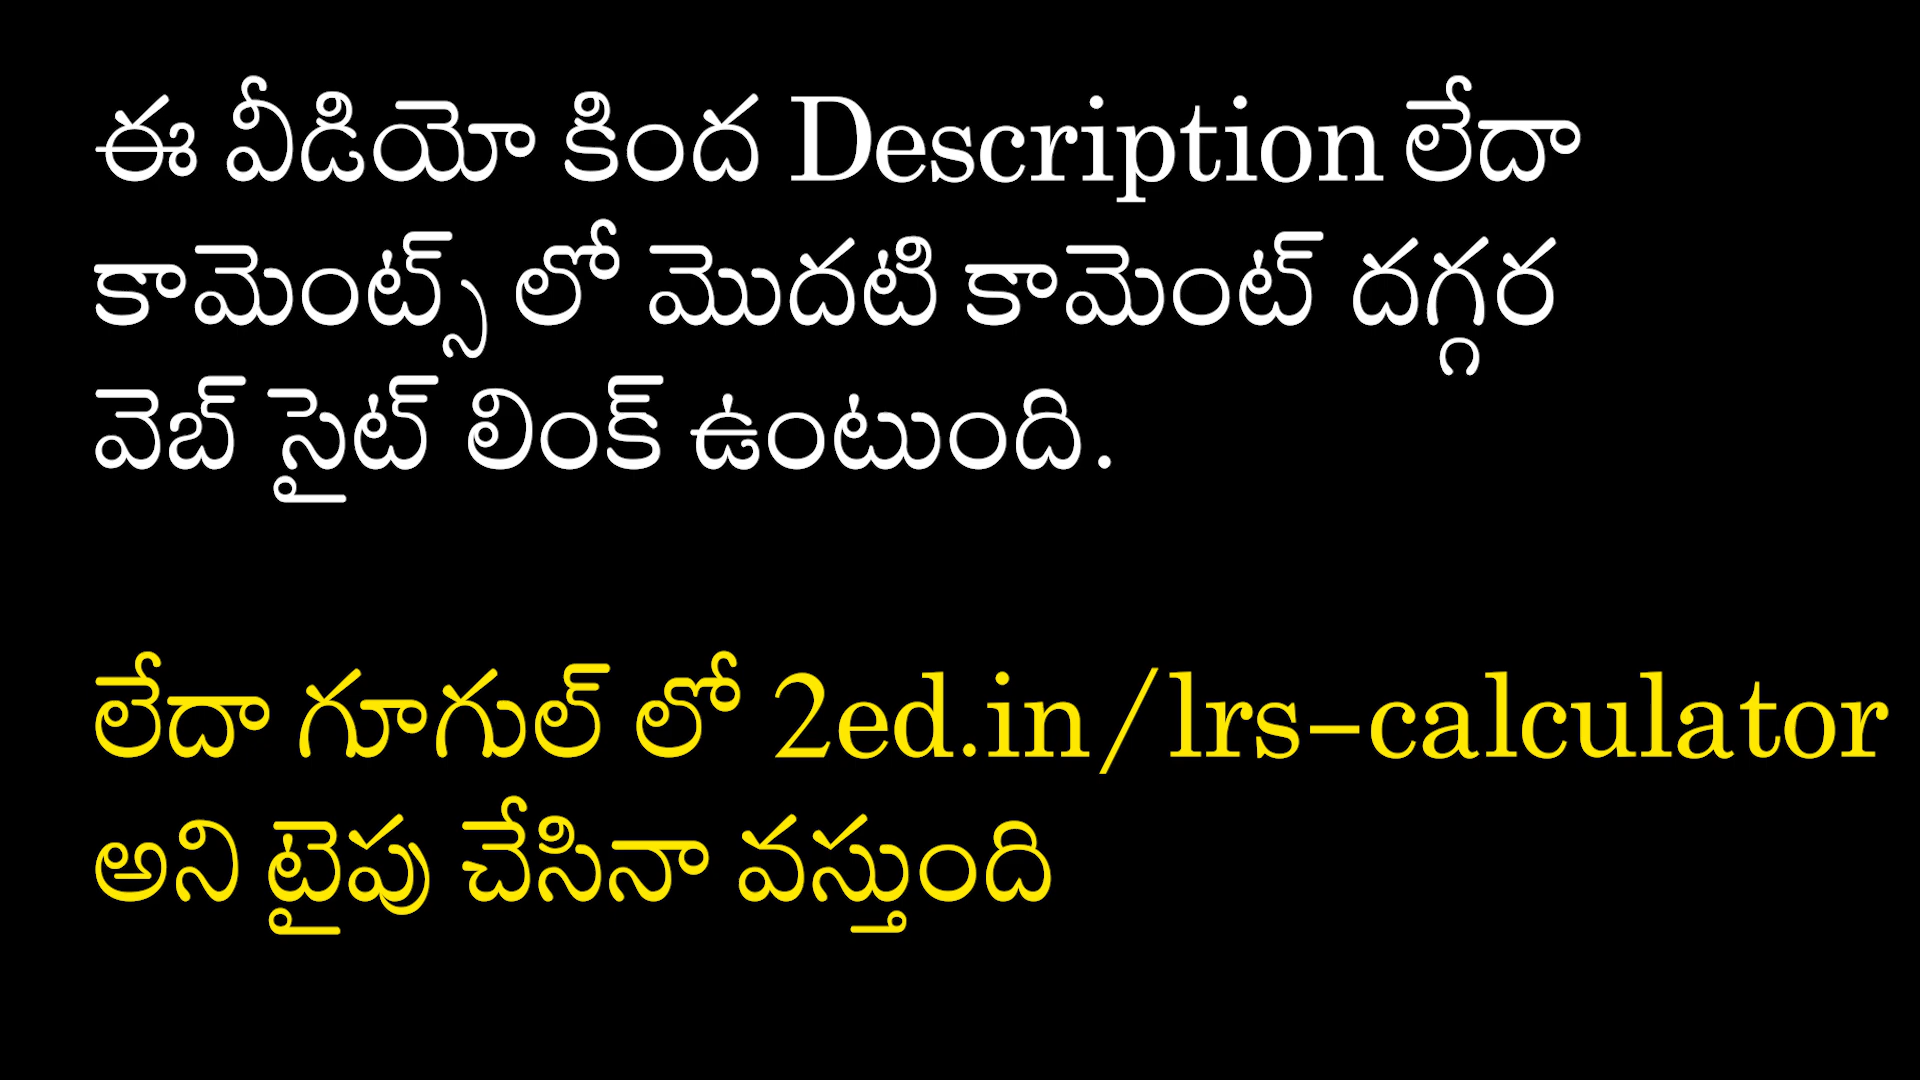 ఈ వీడియో కింద Description లేదా
కామెంట్స్ లో మొదటి కామెంట్ దగ్గర
వెబ్ సైట్ లింక్ ఉంటుంది.
లేదా గూగుల్ లో 2ed.in/lrs-calculator
అని టైపు చేసినా వస్తుంది